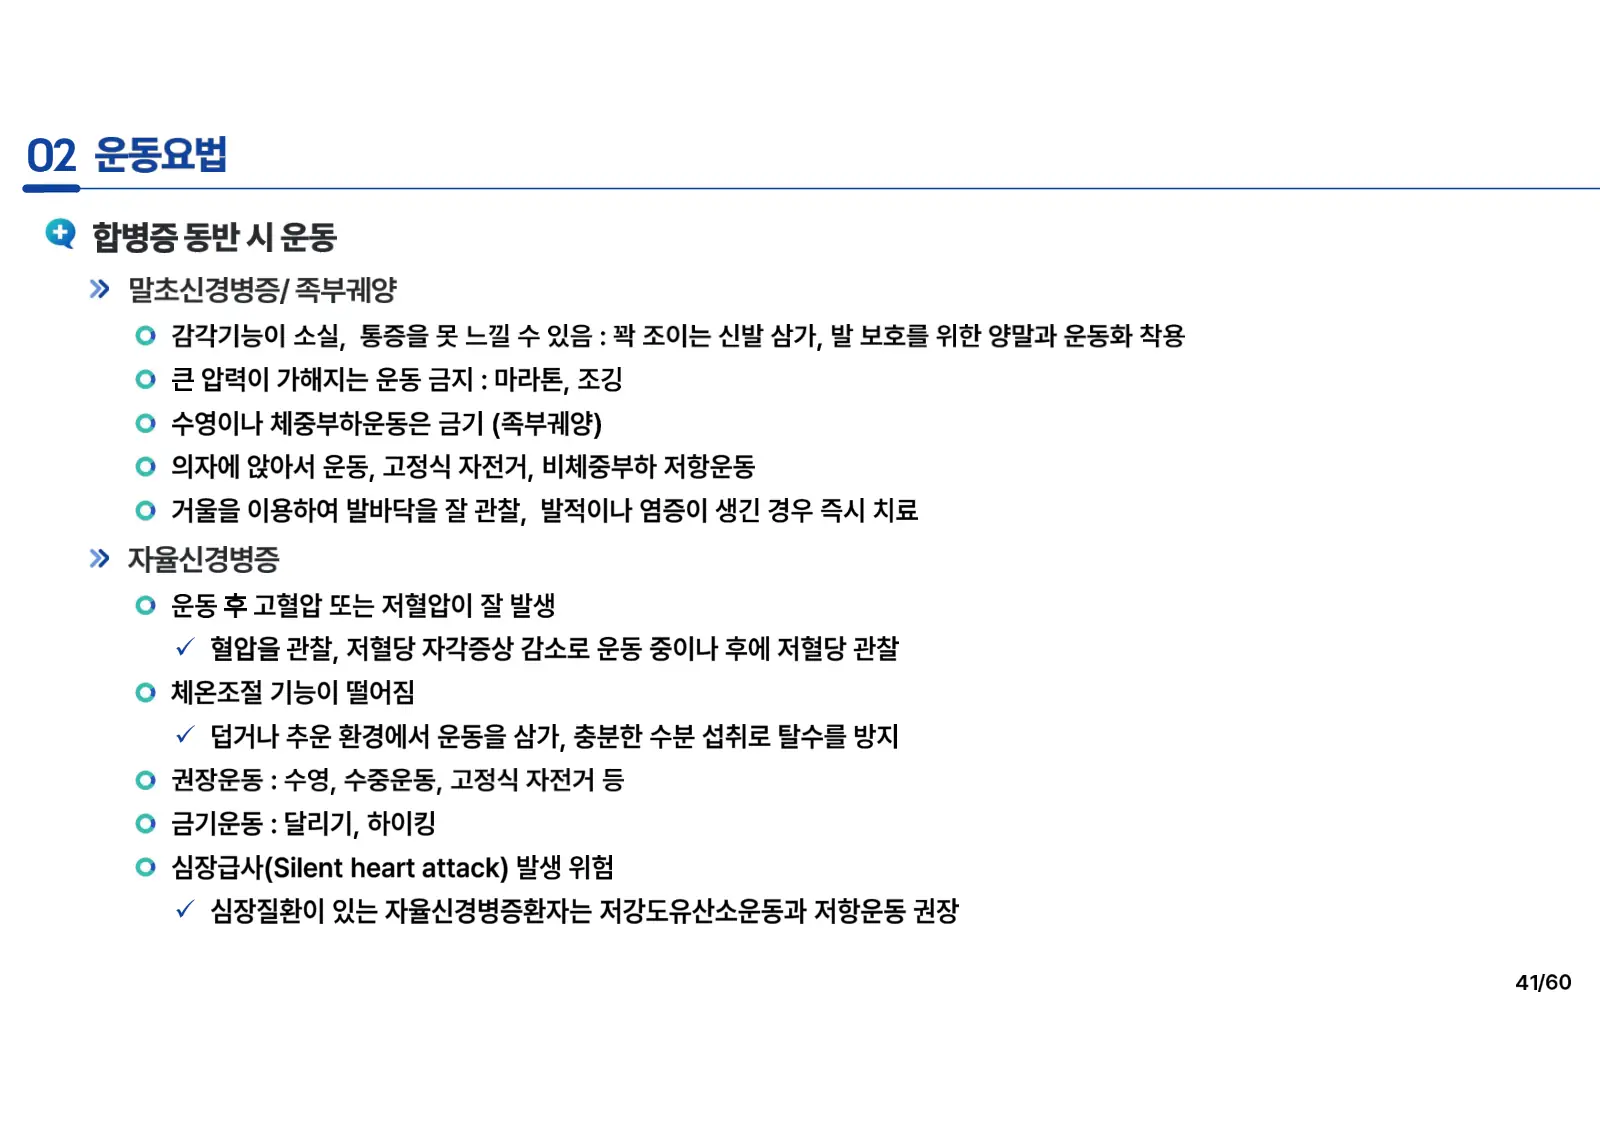 02 운동요법
합병증 동반 시 운동
말초신경병증/ 족부궤양
감각기능이 소실, 통증을 못 느낄 수 있음 : 꽉 조이는 신발 삼가, 발 보호를 위한 양말과 운동화 착용
큰 압력이 가해지는 운동 금지 : 마라톤, 조깅
수영이나 체중부하운동은 금기 (족부궤양)
의자에 앉아서 운동, 고정식 자전거, 비체중부하 저항운동
거울을 이용하여 발바닥을 잘 관찰, 발적이나 염증이 생긴 경우 즉시 치료
자율신경병증
운동 후 고혈압 또는 저혈압이 잘 발생
✓ 혈압을 관찰, 저혈당 자각증상 감소로 운동 중이나 후에 저혈당 관찰
체온조절 기능이 떨어짐
✓ 덥거나 추운 환경에서 운동을 삼가, 충분한 수분 섭취로 탈수를 방지
권장운동 : 수영, 수중운동, 고정식 자전거 등
금기운동 : 달리기, 하이킹
심장급사(Silent heart attack) 발생 위험
✓ 심장질환이 있는 자율신경병증환자는 저강도유산소운동과 저항운동 권장
41/60